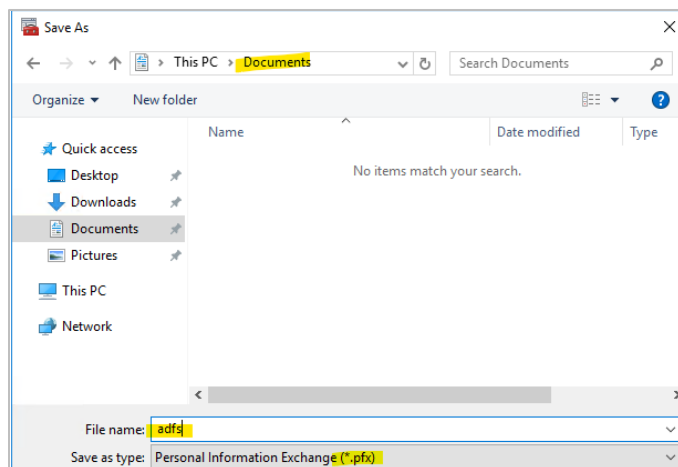 Save As
This PC > Documents
Search Documents
Organize
New folder
Name
Date modified
Type
Quick access
No items match your search.
Desktop
Downloads
Documents
Pictures
This PC
Network
File name: adfs
Save as type: Personal Information Exchange (*.pfx)